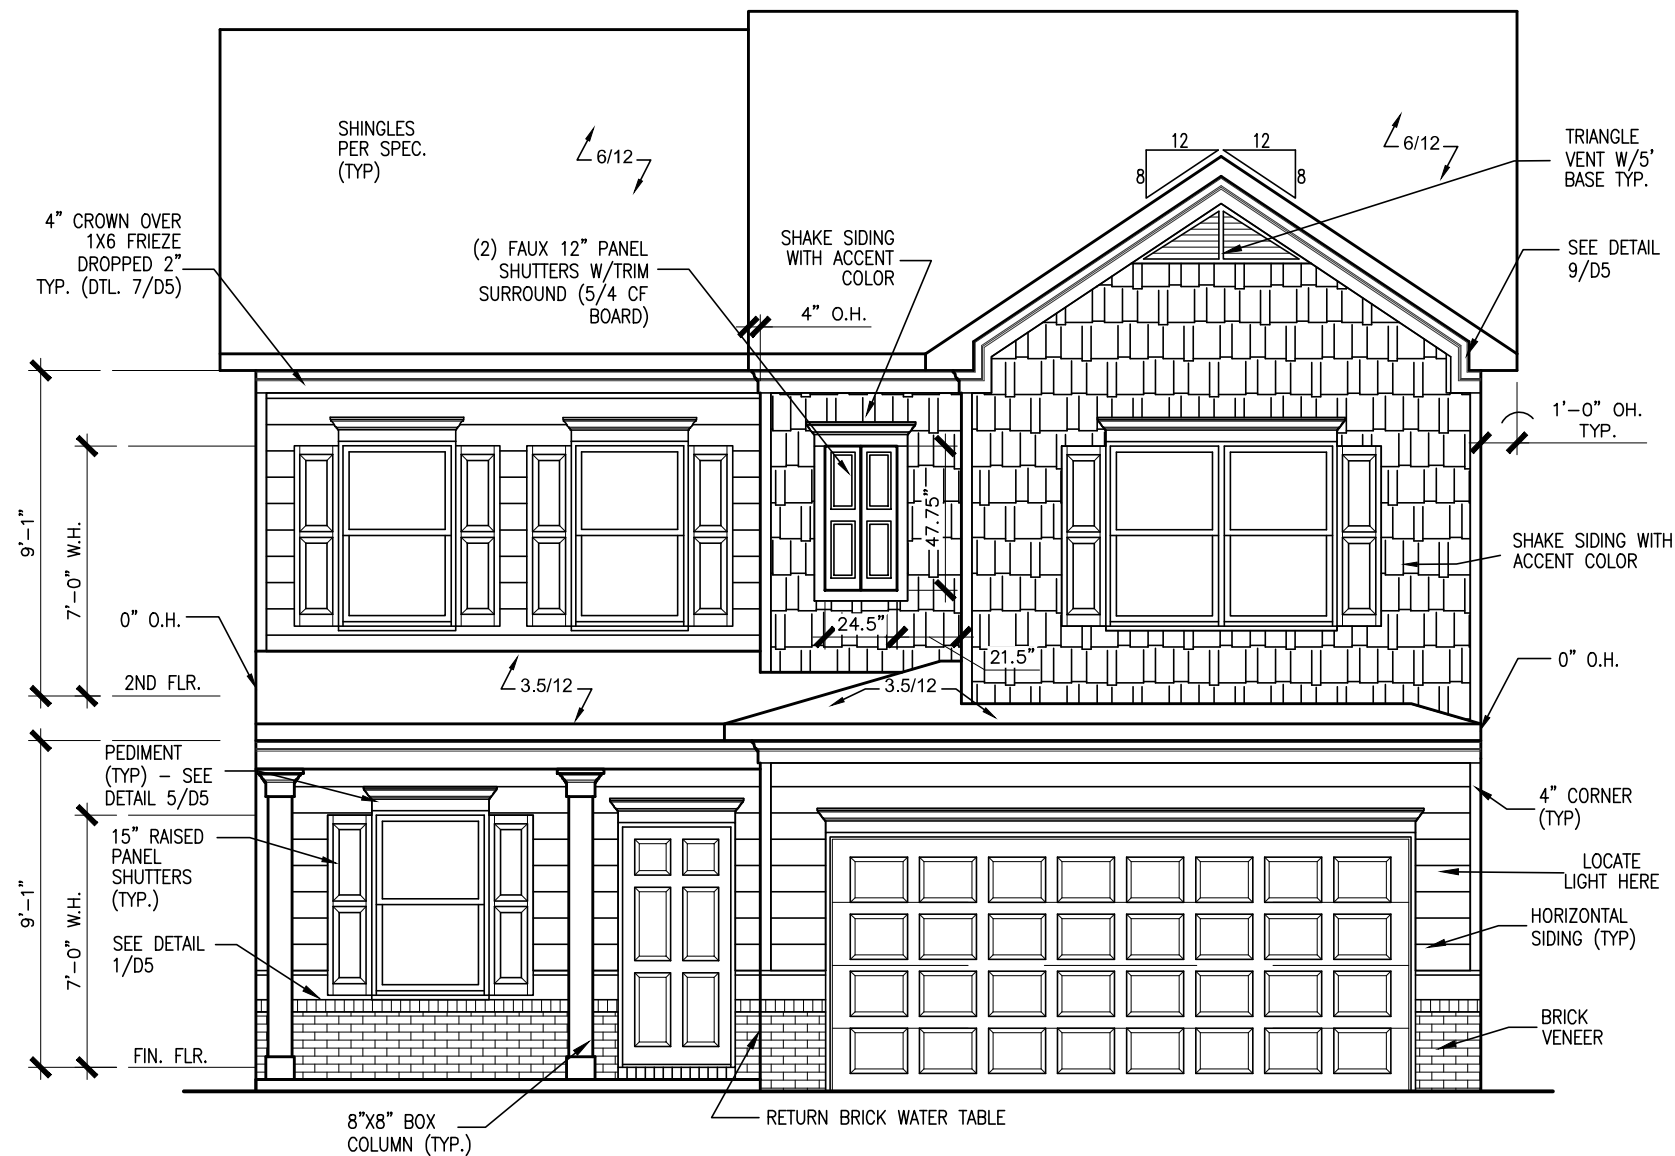 SHINGLES
PER SPEC.
(TYP)
6/12
6/12
12
12
8
8
TRIANGLE
VENT W/5'
BASE TYP.
4" CROWN OVER
1X6 FRIEZE
DROPPED 2"
TYP. (DTL. 7/D5)
(2) FAUX 12" PANEL
SHUTTERS W/TRIM
SURROUND (5/4 CF
BOARD)
SHAKE SIDING
WITH ACCENT
COLOR
SEE DETAIL
9/D5
4" O.H.
1'-0" OH.
TYP.
9'-1"
7'-0" W.H.
47.75"
SHAKE SIDING WITH
ACCENT COLOR
0" O.H.
24.5"
21.5"
0" O.H.
2ND FLR.
3.5/12
3.5/12
PEDIMENT
(TYP) - SEE
DETAIL 5/D5
4" CORNER
(TYP)
15" RAISED
PANEL
SHUTTERS
(TYP.)
LOCATE
LIGHT HERE
9'-1"
7'-0" W.H.
HORIZONTAL
SIDING (TYP)
SEE DETAIL
1/D5
BRICK
VENEER
FIN. FLR.
8"X8" BOX
COLUMN (TYP.)
RETURN BRICK WATER TABLE